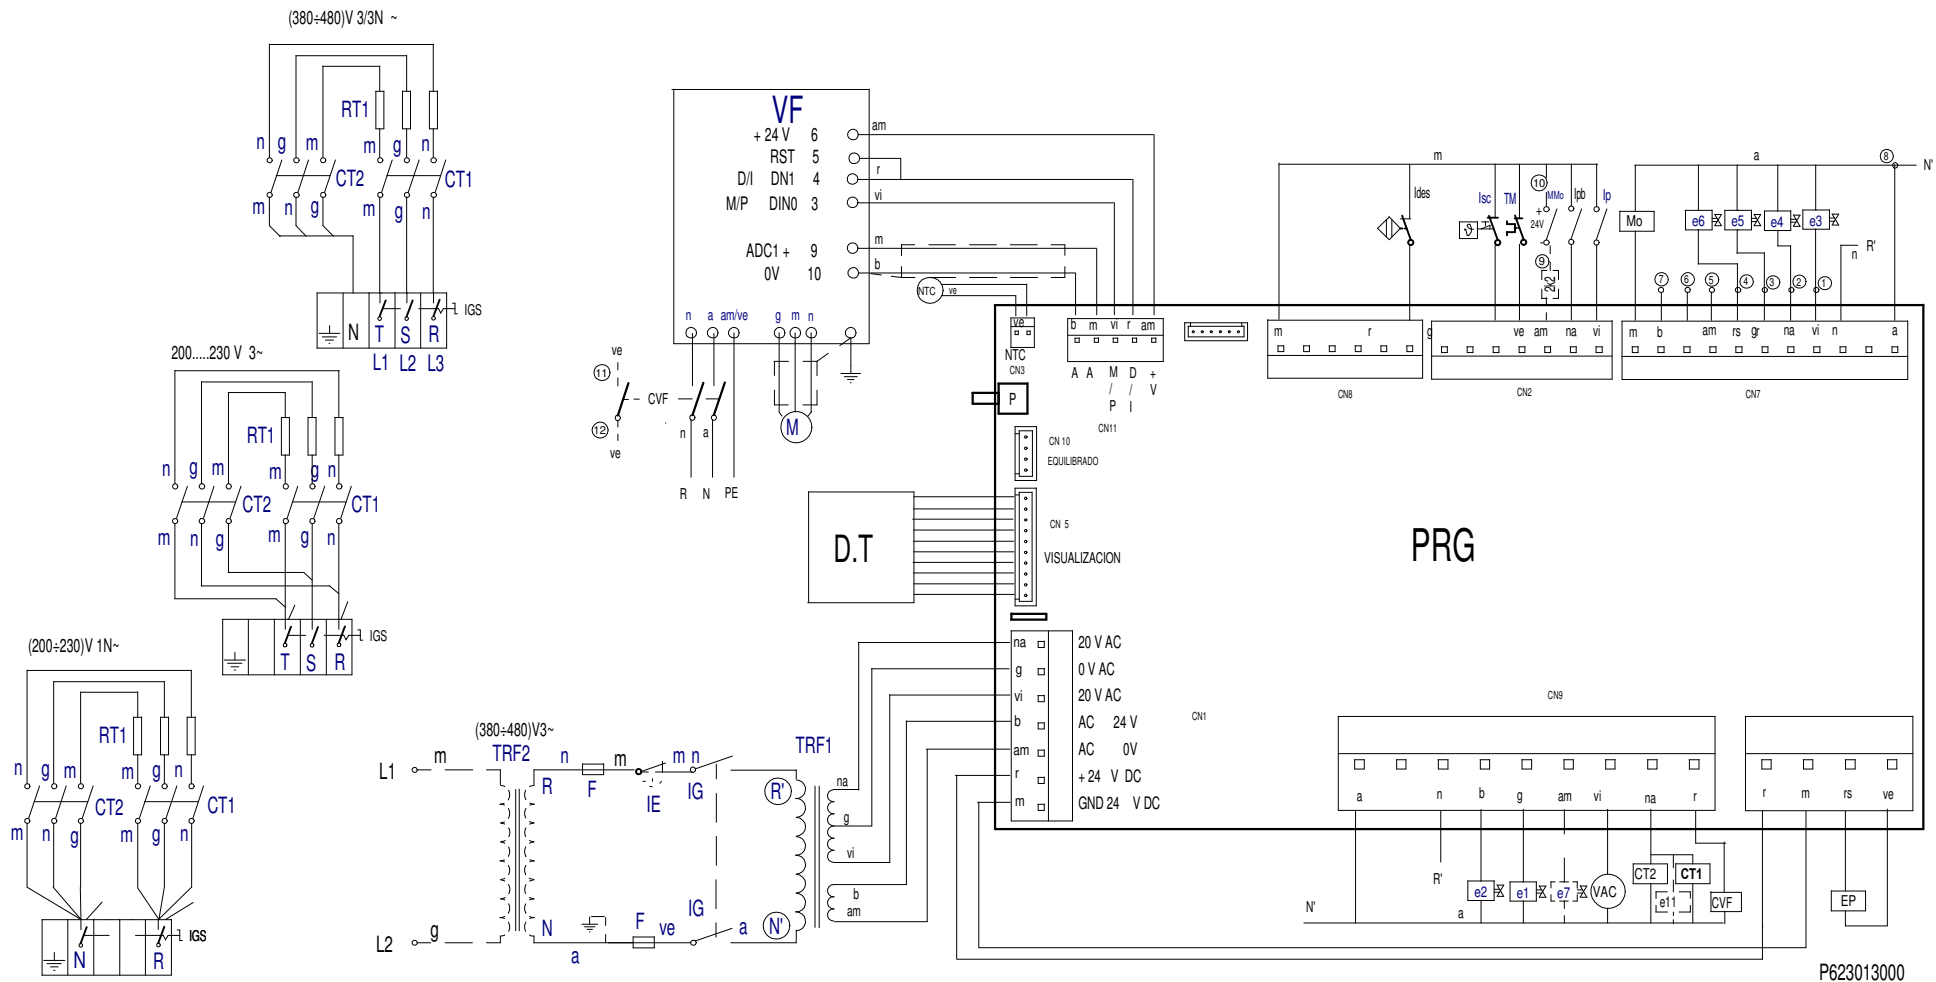 (380÷480)V 3/3N ~
RT1
n g m m g n
CT2 CT1
m n g m g n
N T S R IGS
L1 L2 L3
200.....230 V 3~
RT1
n g m m g n
CT2 CT1
m n g m g n
T S R IGS
(200÷230)V 1N~
RT1
n g m m g n
CT2 CT1
m n g m g n
N R IGS
VF
+ 24 V 6 am
RST 5
D/I DN1 4 r
M/P DIN0 3 vi
ADC1 + 9 m
0V 10 b
n a am/ve g m n
NTC ve
ve
11
CVF
12
ve
n a
R N PE
M
D.T
ve
NTC
CN3
b m vi r am
A A M/P D/I + V
CN11
P
CN 10
EQUILIBRADO
CN 5
VISUALIZACION
PRG
m
Ides
Isc TM 10 MMo Ipb Ip
ϑ
+
24V
-
9
2k2
m r g
CN8
ve am na vi
CN2
a 8 N'
Mo e6 e5 e4 e3
R'
n
7 6 5 4 3 2 1
m b am rs gr na vi n a
CN7
na 20 V AC
g 0 V AC
vi 20 V AC
b AC 24 V
am AC 0V
r + 24 V DC
m GND 24 V DC
CN1
CN9
a n b g am vi na r
r m rs ve
R'
e2 e1 e7 VAC CT2 CT1
e11 CVF
EP
N' a
(380÷480)V3~
TRF2
L1 m
R n F m IE m n IG
R'
TRF1
na
g
vi
b
am
L2 g
N a F ve IG a
N'
P623013000